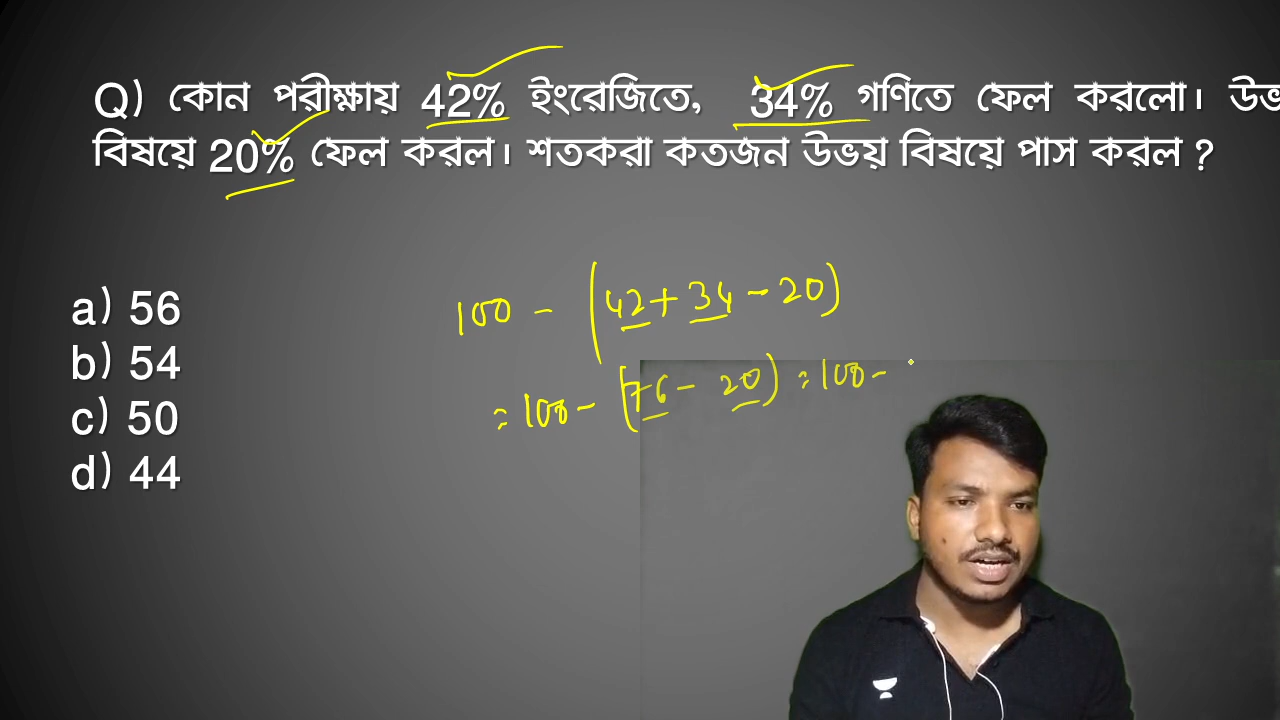 Q) কোন পরীক্ষায় 42% ইংরেজিতে, 34% গণিতে ফেল করলো।
বিষয়ে 20% ফেল করল। শতকরা কতজন উভয় বিষয়ে পাস করল ?
a) 56
b) 54
c) 50
d) 44
100 - (42+34-20)
= 100 - (76 - 20) = 100 -